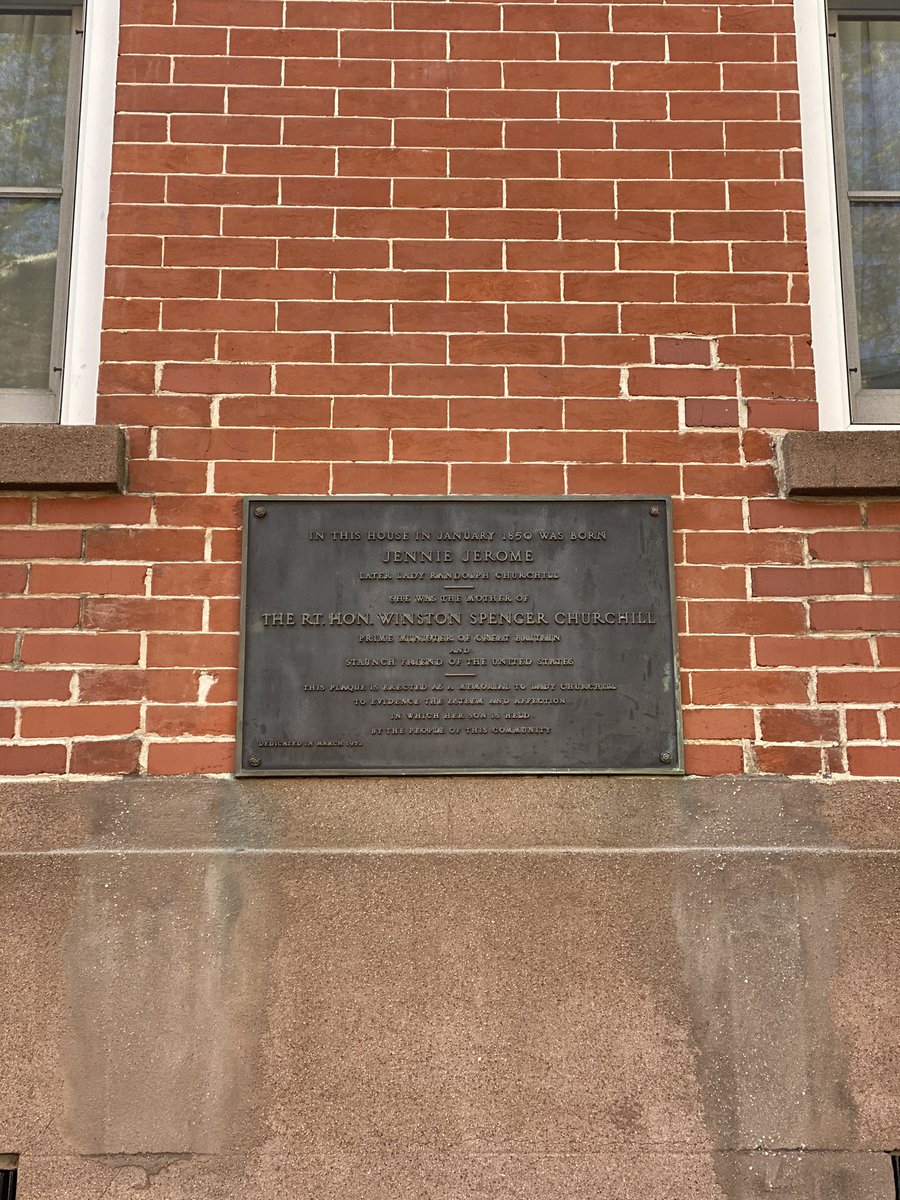 IN THIS HOUSE IN JANUARY 1850 WAS BORN
JENNIE JEROME
LATER LADY RANDOLPH CHURCHILL
SHE WAS THE MOTHER OF
THE RT. HON. WINSTON SPENCER CHURCHILL
PRIME MINISTER OF GREAT BRITAIN
AND
STAUNCH FRIEND OF THE UNITED STATES
THIS PLAQUE IS ERECTED AS A MEMORIAL TO LADY CHURCHILL
TO EVIDENCE THE ESTEEM AND AFFECTION
IN WHICH HER SON IS HELD
BY THE PEOPLE OF THIS COMMUNITY
DEDICATED IN MARCH 1952